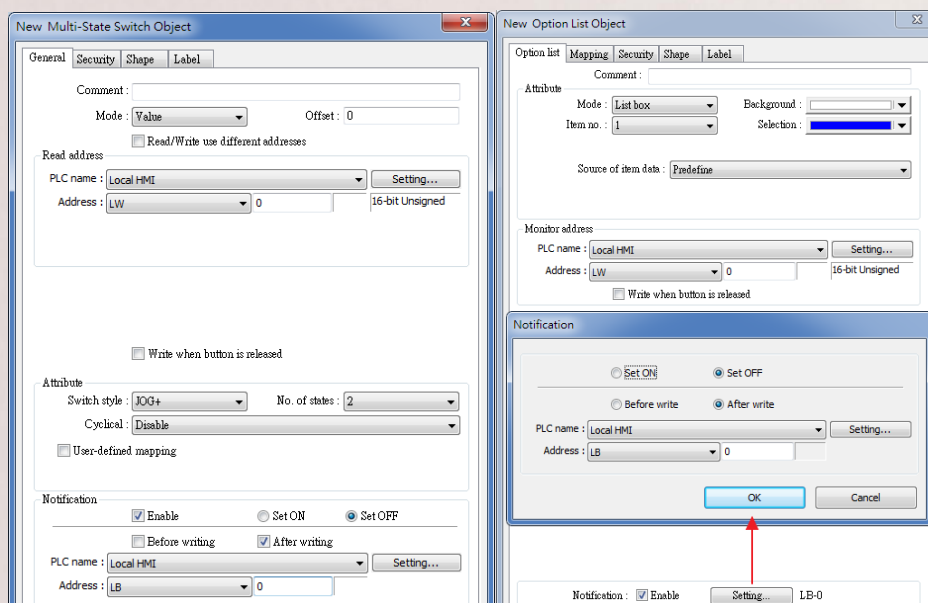 New Multi-State Switch Object
General Security Shape Label
Comment :
Mode : Value Offset : 0
Read/Write use different addresses
Read address
PLC name : Local HMI Setting...
Address : LW 0 16-bit Unsigned
Write when button is released
Attribute
Switch style : JOG+ No. of states : 2
Cyclical : Disable
User-defined mapping
Notification
Enable Set ON Set OFF
Before writing After writing
PLC name : Local HMI Setting...
Address : LB 0
New Option List Object
Option list Mapping Security Shape Label
Comment :
Attribute
Mode : List box Background :
Item no. : 1 Selection :
Source of item data : Predefine
Monitor address
PLC name : Local HMI Setting...
Address : LW 0 16-bit Unsigned
Write when button is released
Notification
Set ON Set OFF
Before write After write
PLC name : Local HMI Setting...
Address : LB 0
OK Cancel
Notification : Enable Setting... LB-0